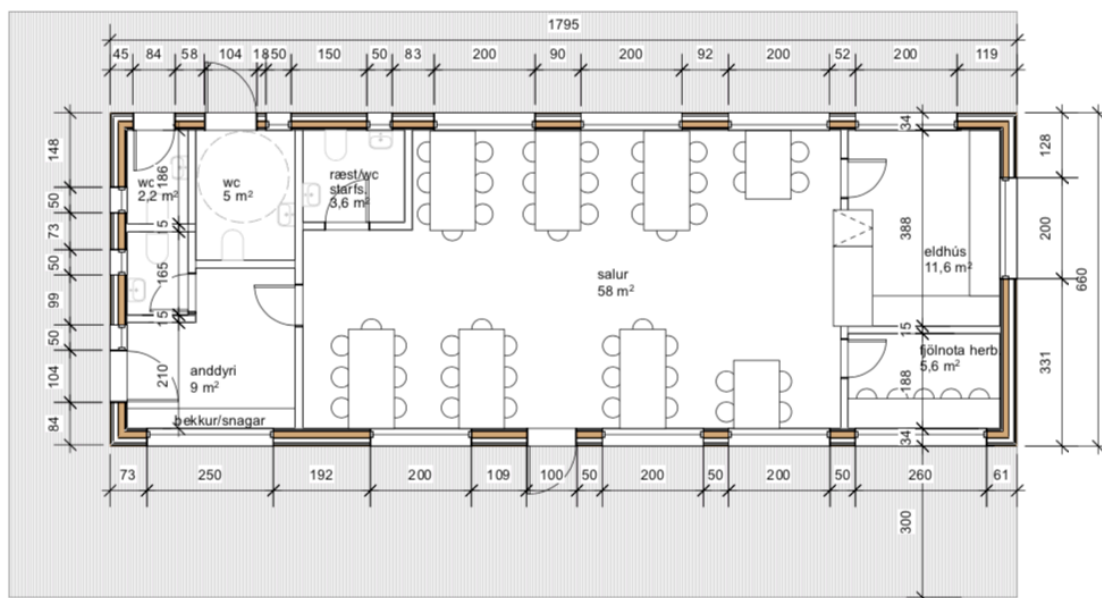 1795
45 84 58 104 18 50 150 50 83 200 90 200 92 200 52 200 119
148
50
73
50
99
50
104
84
186
15
165
15
210
wc
2,2 m²
wc
5 m²
ræst/wc
starfs.
3,6 m²
salur
58 m²
anddyri
9 m²
bekkur/snagar
eldhús
11,6 m²
fjölnota herb
5,6 m²
34
388
15
188
34
300
128
200
331
660
73 250 192 200 109 100 50 200 50 200 50 260 61